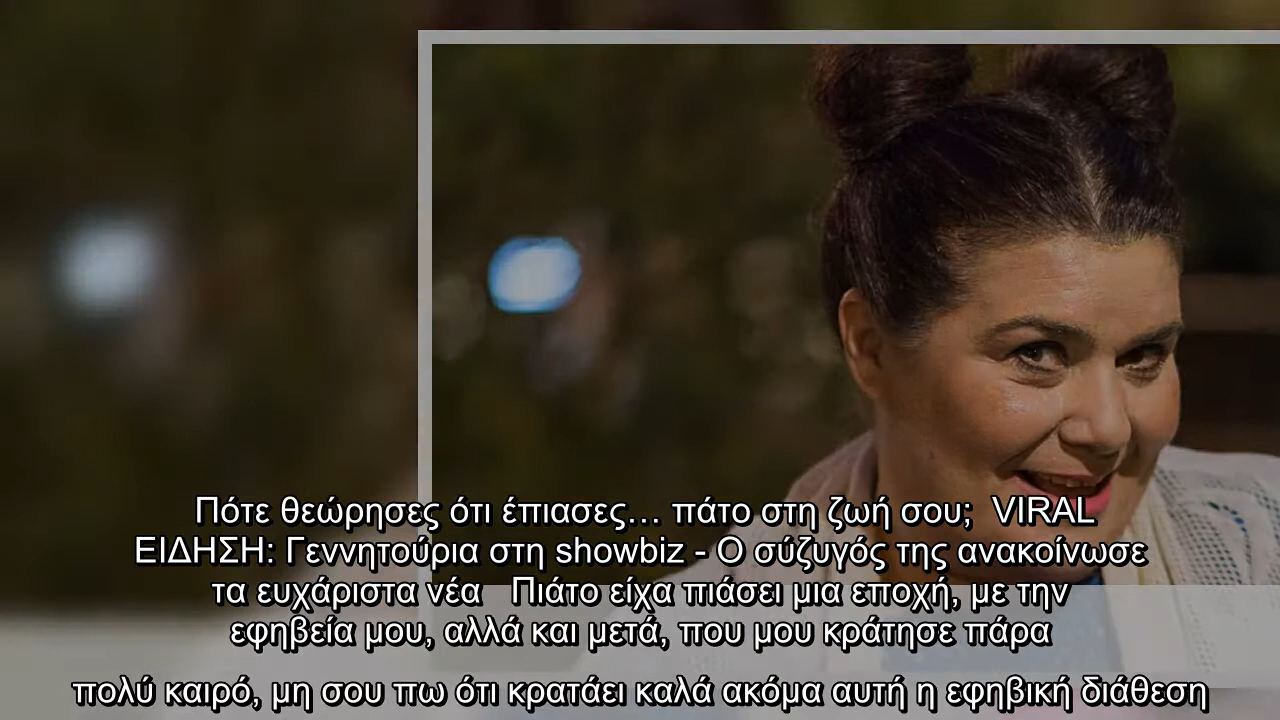 Πότε θεώρησες ότι έπιασες… πάτο στη ζωή σου;  VIRAL
ΕΙΔΗΣΗ: Γεννητούρια στη showbiz - Ο σύζυγός της ανακοίνωσε
τα ευχάριστα νέα   Πιάτο είχα πιάσει μια εποχή, με την
εφηβεία μου, αλλά και μετά, που μου κράτησε πάρα
πολύ καιρό, μη σου πω ότι κρατάει καλά ακόμα αυτή η εφηβική διάθεση